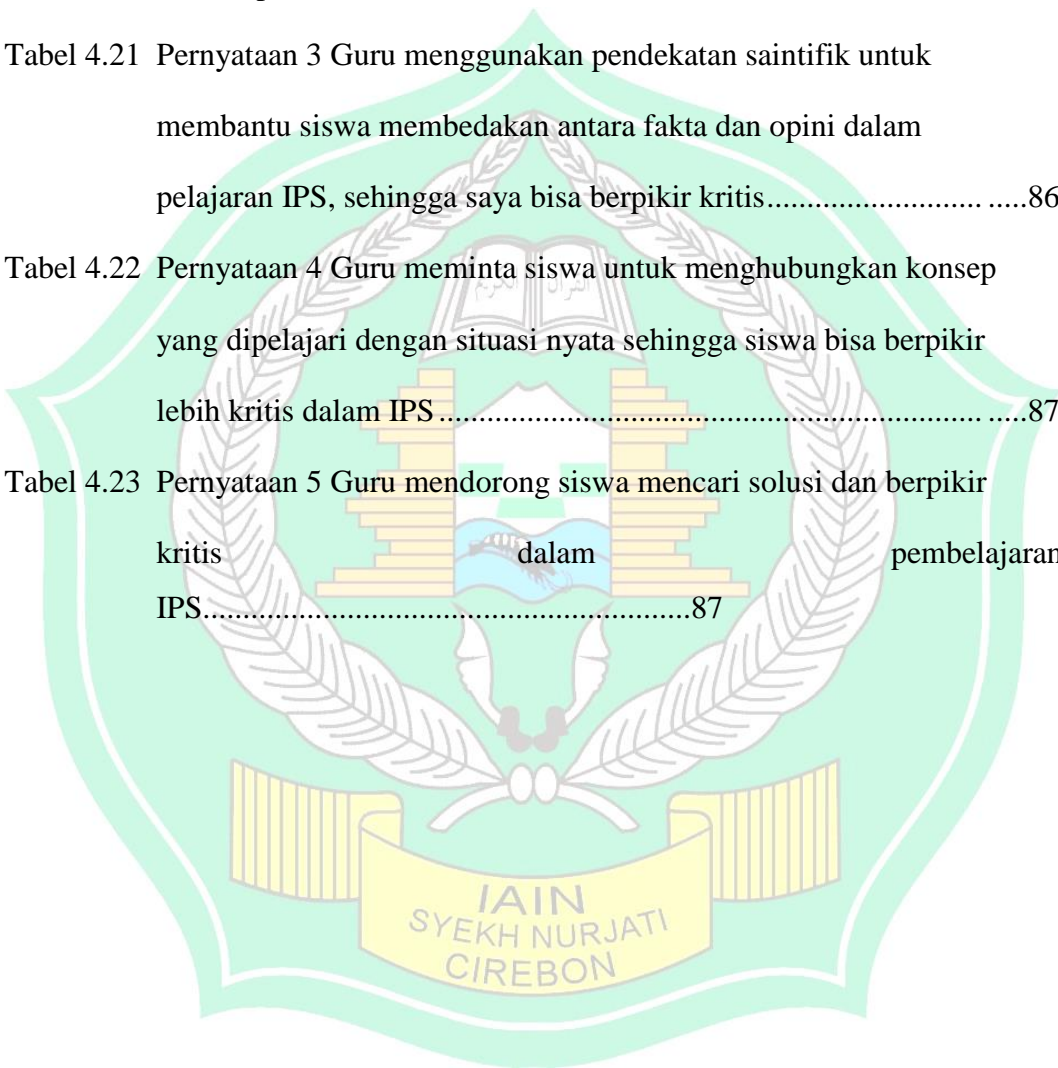 Tabel 4.21 Pernyataan 3 Guru menggunakan pendekatan saintifik untuk
membantu siswa membedakan antara fakta dan opini dalam
pelajaran IPS, sehingga saya bisa berpikir kritis........................... .....86
Tabel 4.22 Pernyataan 4 Guru meminta siswa untuk menghubungkan konsep
yang dipelajari dengan situasi nyata sehingga siswa bisa berpikir
lebih kritis dalam IPS.................................................................... .....87
Tabel 4.23 Pernyataan 5 Guru mendorong siswa mencari solusi dan berpikir
kritis dalam pembelajaran
IPS.............................................................87
القرآن الكريم
IAIN
SYEKH NURJATI
CIREBON